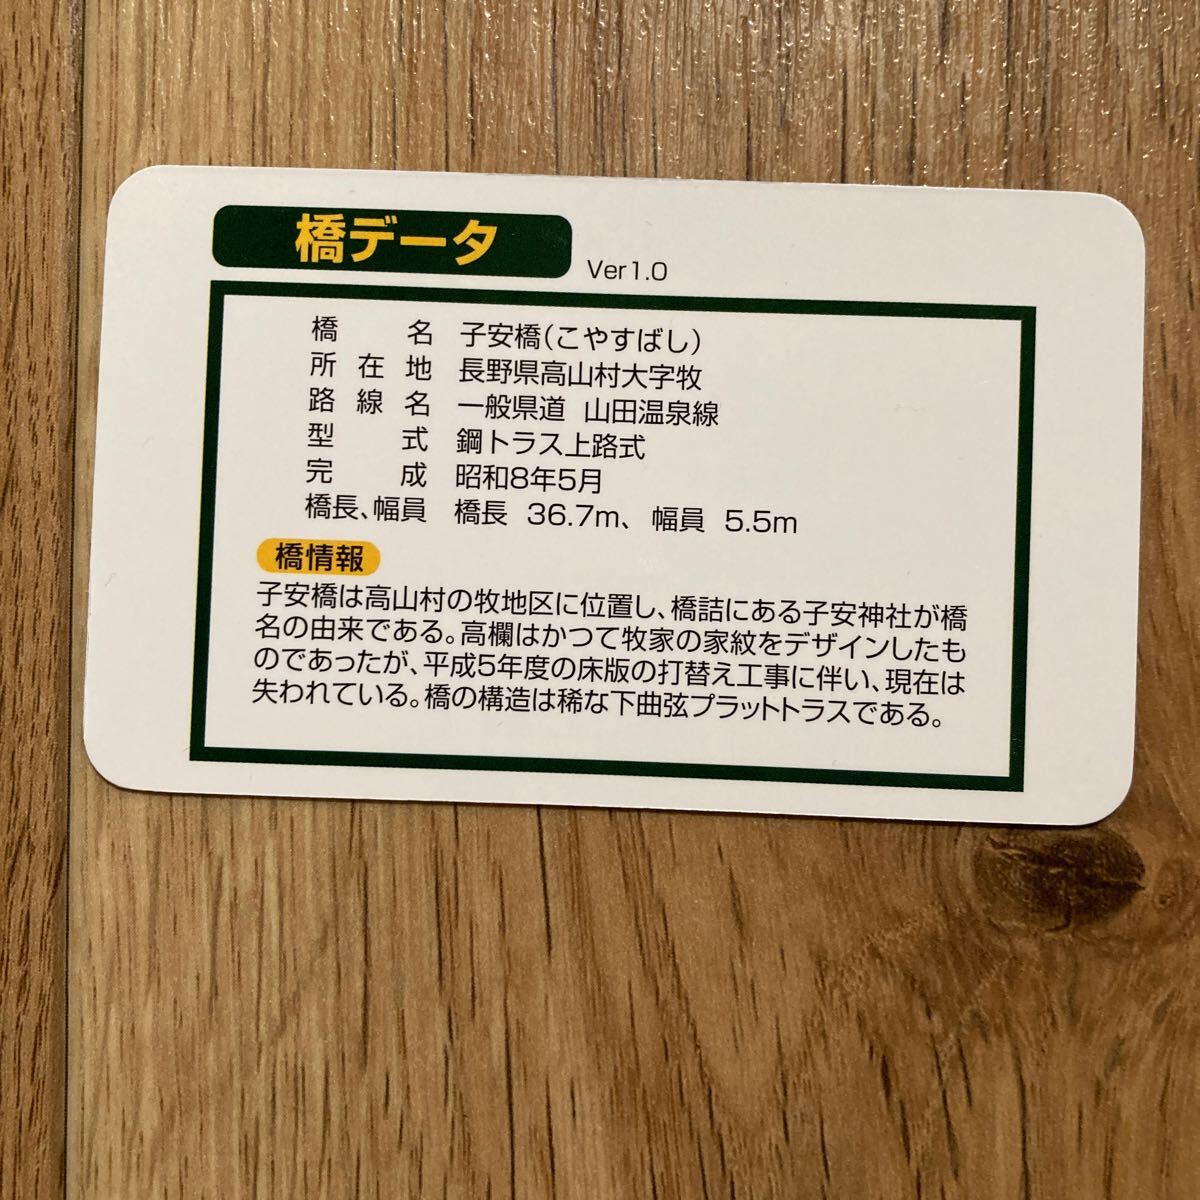 橋データ
Ver1.0
橋名 子安橋(こやすばし)
所在地 長野県高山村大字牧
路線名 一般県道 山田温泉線
型式 鋼トラス上路式
完成 昭和8年5月
橋長、幅員 橋長 36.7m、幅員 5.5m
橋情報
子安橋は高山村の牧地区に位置し、橋詰にある子安神社が橋
名の由来である。高欄はかつて牧家の家紋をデザインしたも
のであったが、平成5年度の床版の打替え工事に伴い、現在は
失われている。橋の構造は稀な下曲弦プラットトラスである。